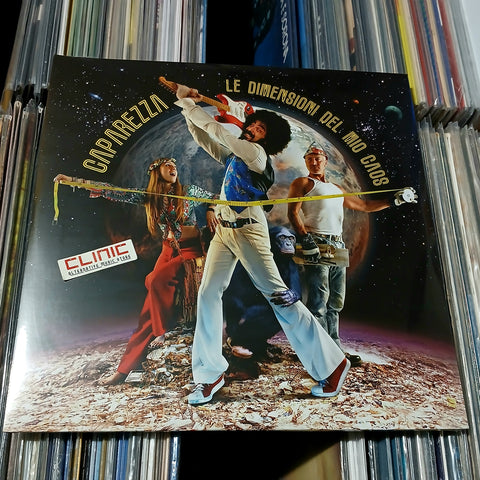 CAPAREZZA
LE DIMENSIONI DEL MIO CAOS
CLINIC
ALTERNATIVE MUSIC STORE